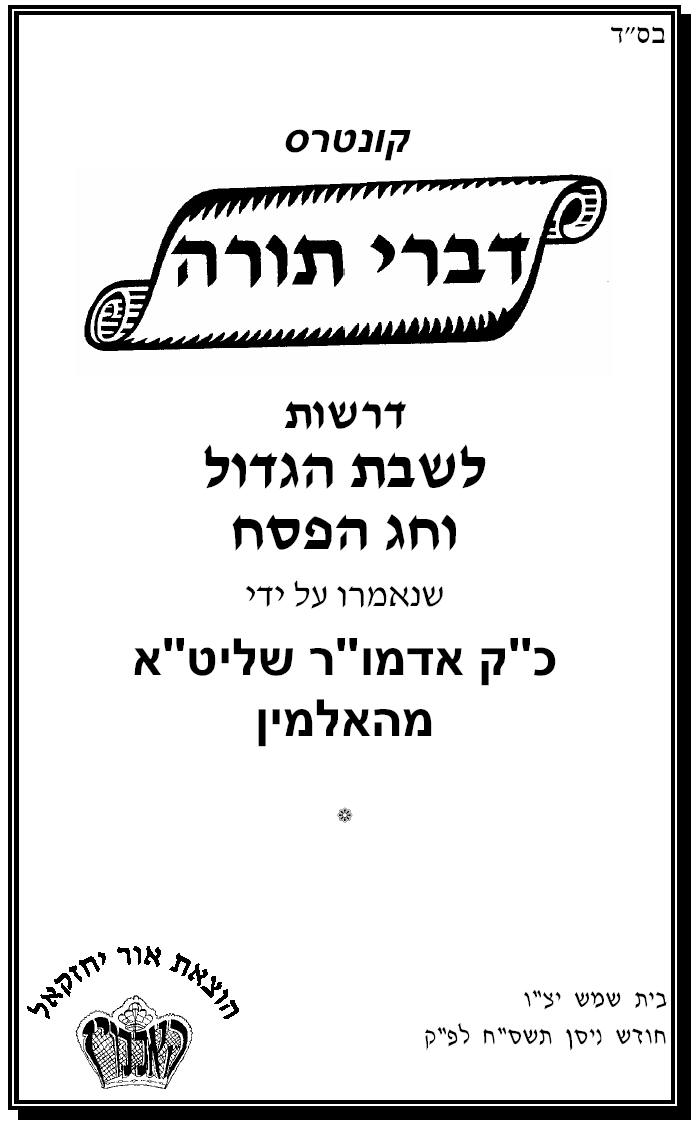 בס״ד
קונטרס
דברי תורה
דרשות
לשבת הגדול
וחג הפסח
שנאמרו על ידי
כ"ק אדמו"ר שליט"א
מהאלמין
הוצאת אור יחזקאל
בית שמש יצ"ו
חודש ניסן תשס"ח לפ"ק